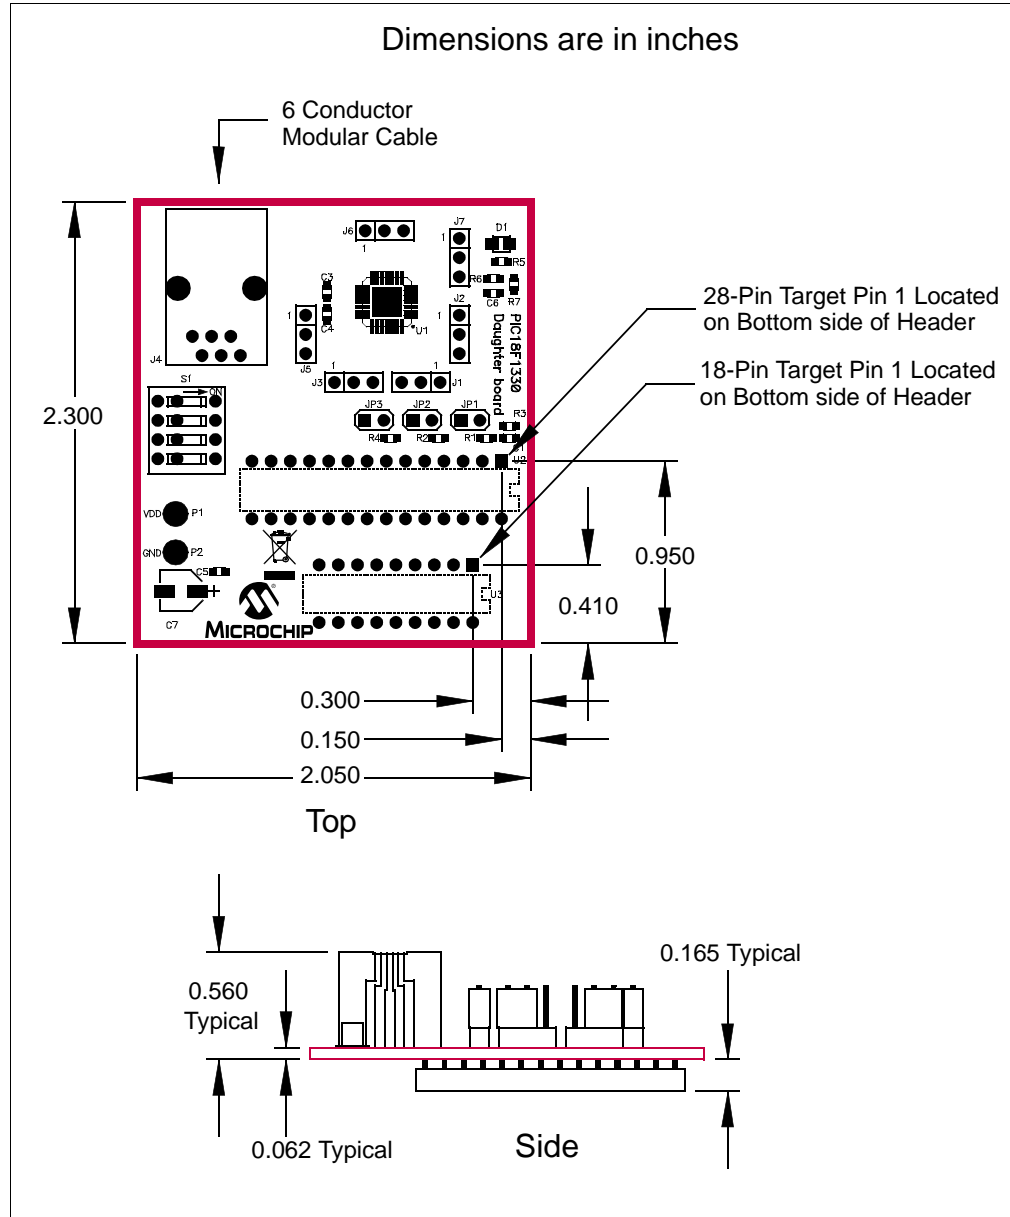 Dimensions are in inches
6 Conductor
Modular Cable
J6
1
J7
1
D1
R5
R6
C6
R7
C3
C4
U1
J2
1
1
J5
J4
PIC18F1330
Daughter board
28-Pin Target Pin 1 Located
on Bottom side of Header
18-Pin Target Pin 1 Located
on Bottom side of Header
S1
ON
J3
1
1
J1
2.300
JP3
JP2
JP1
R3
R4
R2
R1
U2
VDD
P1
GND
P2
C5
+
C7
U3
MICROCHIP
®
0.950
0.410
0.300
0.150
2.050
Top
0.560
Typical
0.165 Typical
0.062 Typical
Side